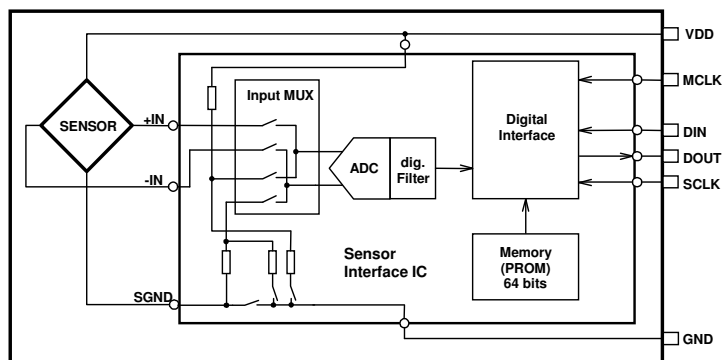 VDD
MCLK
Input MUX
+IN
SENSOR
Digital
Interface
DIN
DOUT
ADC
dig.
Filter
-IN
SCLK
Sensor
Interface IC
Memory
(PROM)
64 bits
SGND
GND